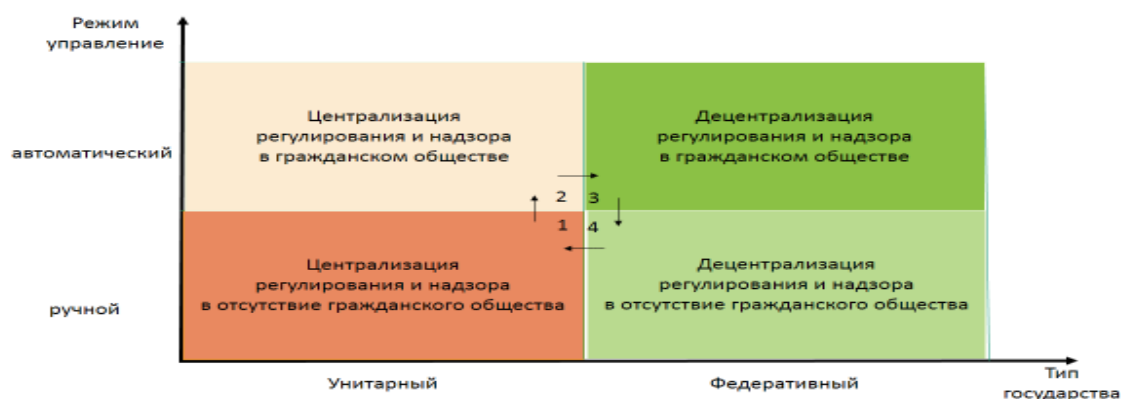 Режим
управление
автоматический
ручной
Централизация
регулирования и надзора
в гражданском обществе
Децентрализация
регулирования и надзора
в гражданском обществе
2 3
1 4
Централизация
регулирования и надзора
в отсутствие гражданского общества
Децентрализация
регулирования и надзора
в отсутствие гражданского общества
Унитарный
Федеративный
Тип
государства